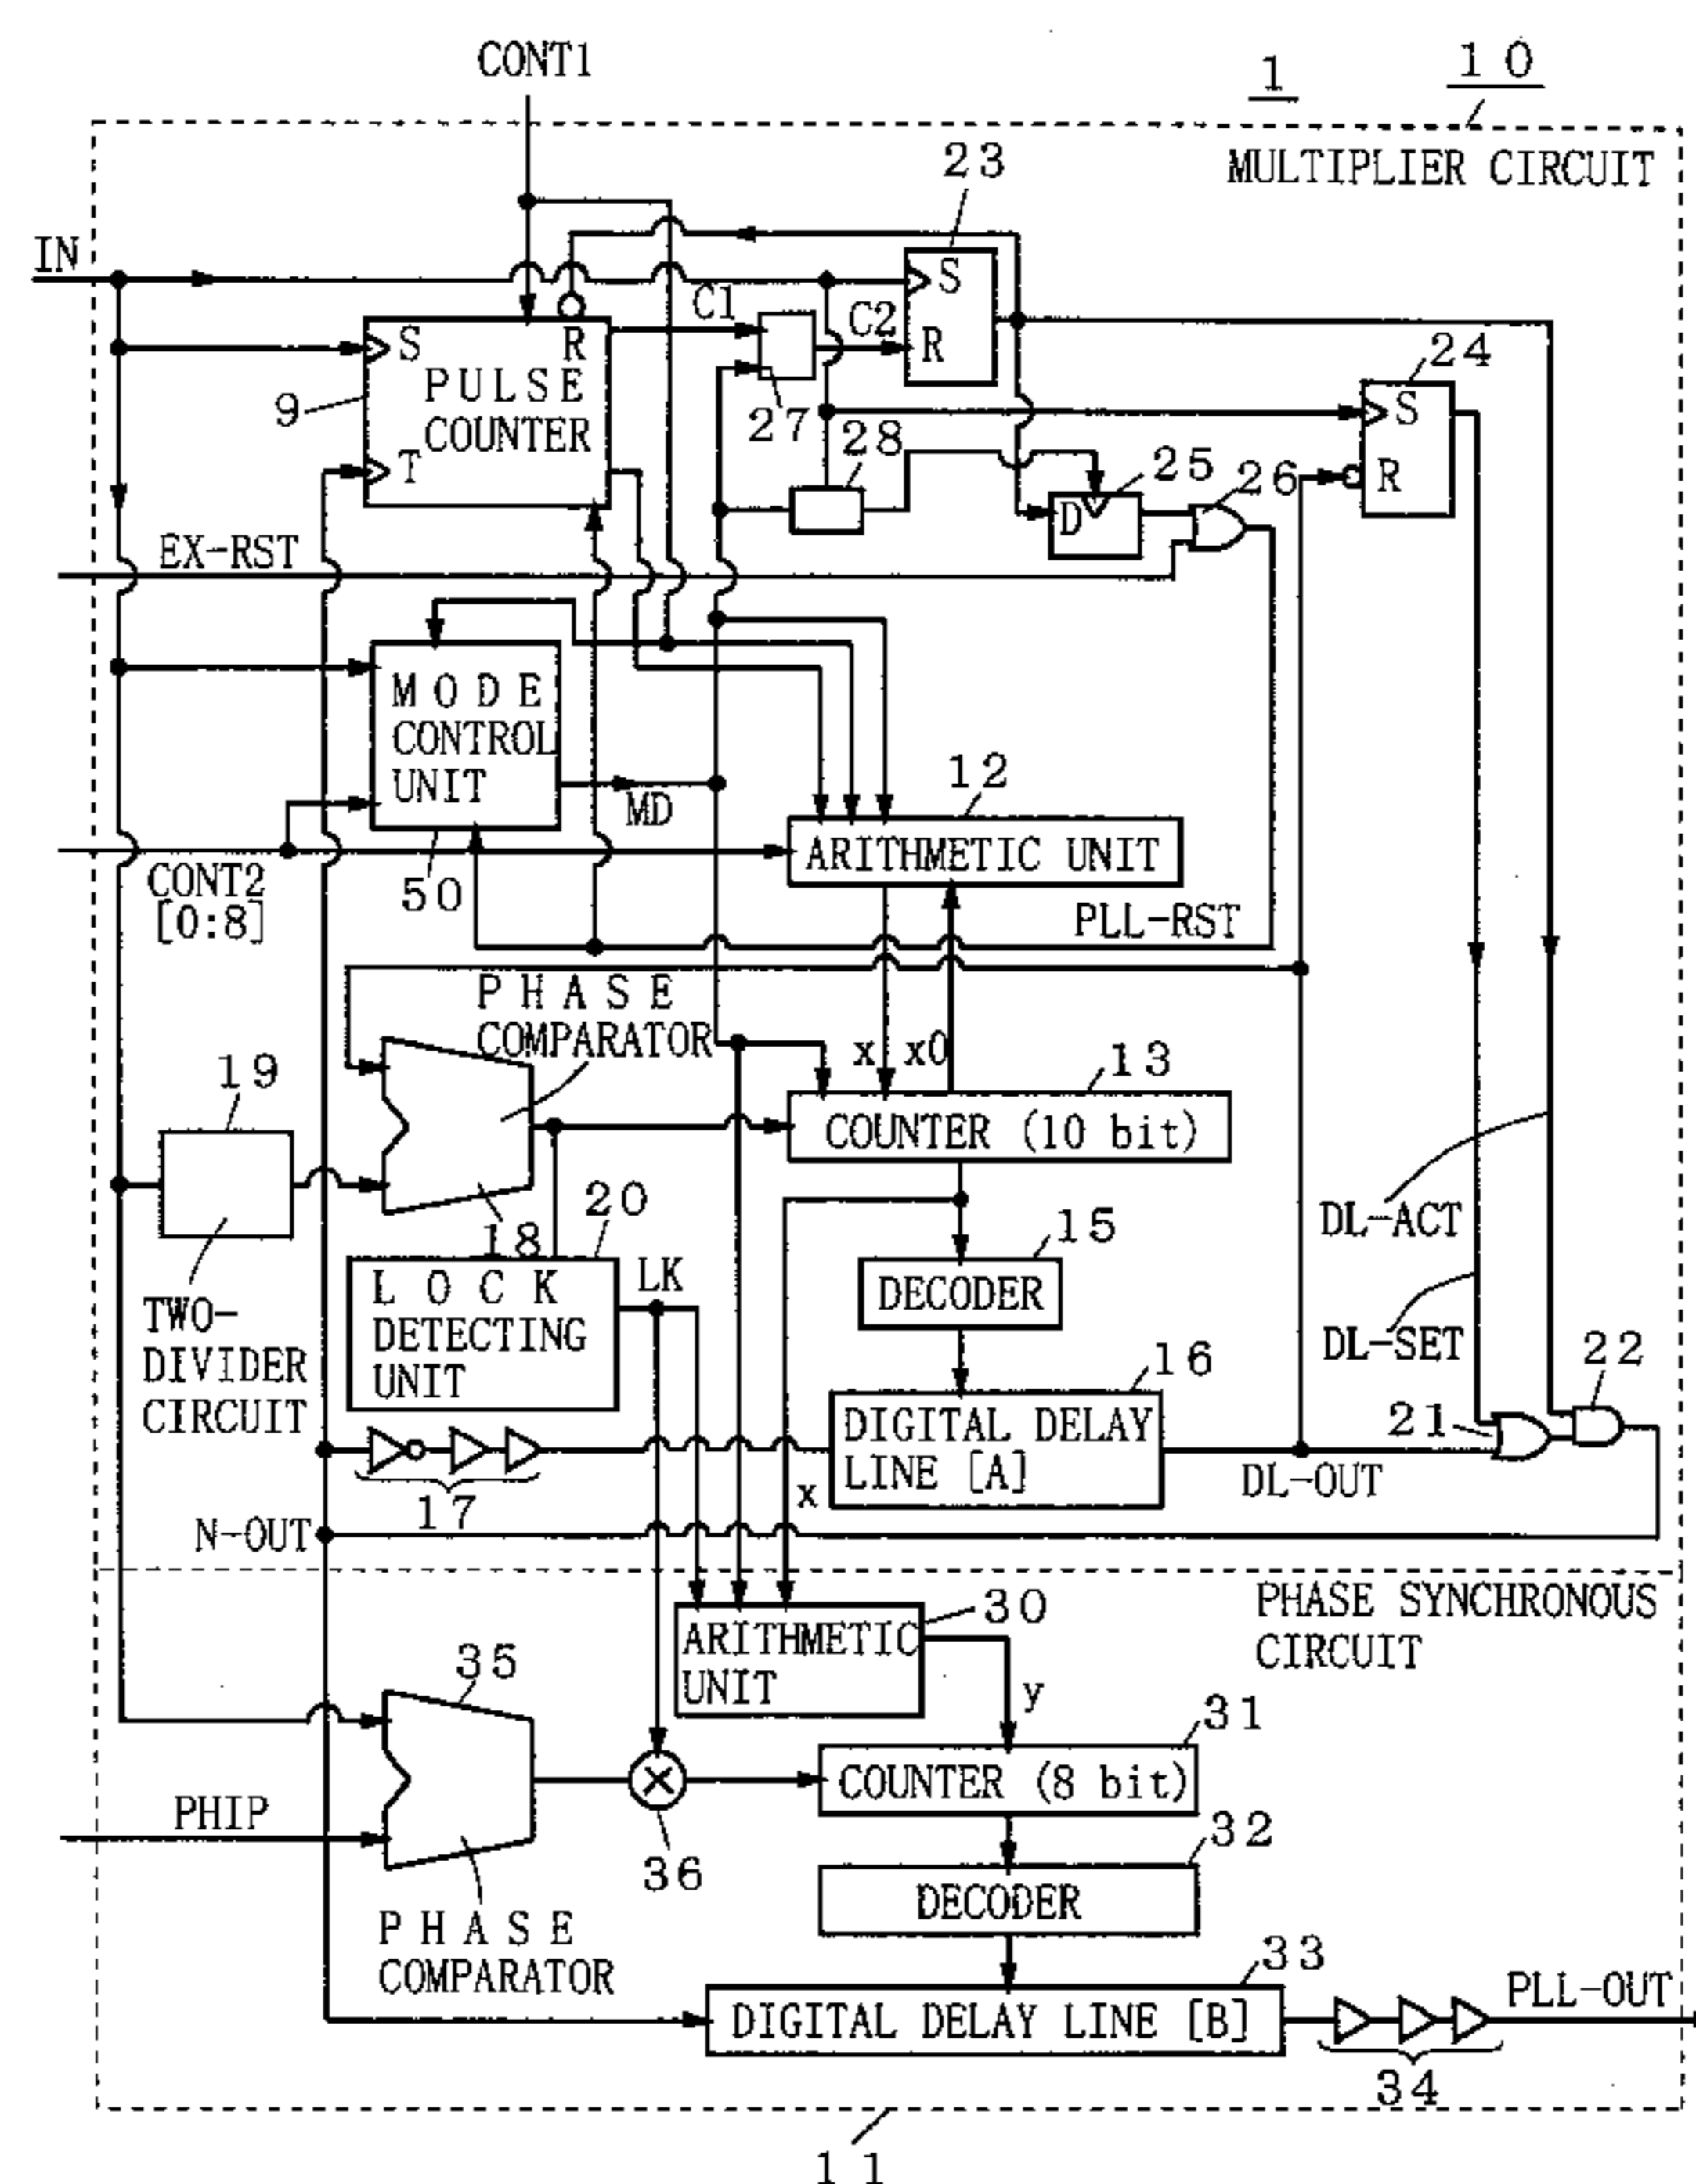 CONT1
1
10
MULTIPLIER CIRCUIT
23
IN
S
C1
C2
R
S
R
PULSE
COUNTER
9
T
27
28
24
S
R
25
26
D
EX-RST
MODE
CONTROL
UNIT
MD
12
ARITHMETIC UNIT
CONT2
[0:8]
50
PLL-RST
PHASE
COMPARATOR
x
x0
13
19
COUNTER (10 bit)
18
20
DL-ACT
15
LOCK
DETECTING
UNIT
LK
DECODER
TWO-
DIVIDER
CIRCUIT
DL-SET
22
16
DIGITAL DELAY
LINE [A]
21
17
x
DL-OUT
N-OUT
PHASE SYNCHRONOUS
CIRCUIT
30
ARITHMETIC
UNIT
35
y
31
COUNTER (8 bit)
PHIP
36
32
DECODER
PHASE
COMPARATOR
33
DIGITAL DELAY LINE [B]
PLL-OUT
34
11